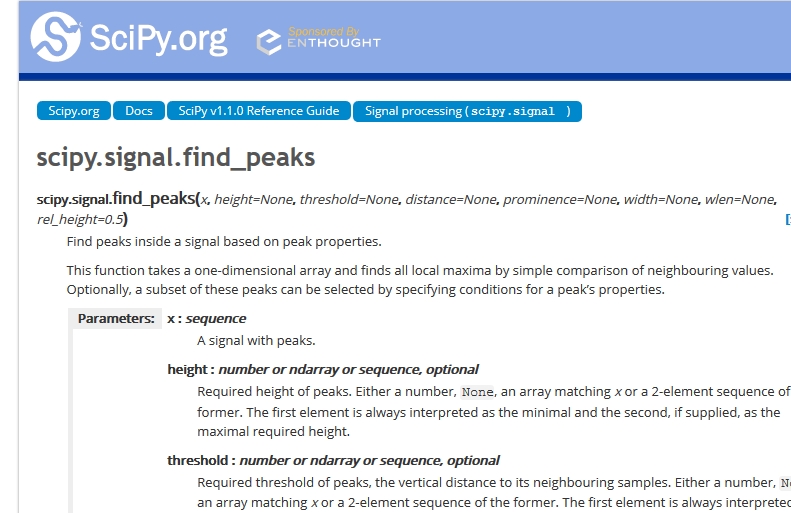 SciPy.org
Sponsored By
ENTHOUGHT
Scipy.org Docs SciPy v1.1.0 Reference Guide Signal processing ( scipy.signal )
scipy.signal.find_peaks
scipy.signal.find_peaks(x, height=None, threshold=None, distance=None, prominence=None, width=None, wlen=None,
rel_height=0.5)
Find peaks inside a signal based on peak properties.
This function takes a one-dimensional array and finds all local maxima by simple comparison of neighbouring values.
Optionally, a subset of these peaks can be selected by specifying conditions for a peak's properties.
Parameters: x : sequence
A signal with peaks.
height : number or ndarray or sequence, optional
Required height of peaks. Either a number, None, an array matching x or a 2-element sequence of
former. The first element is always interpreted as the minimal and the second, if supplied, as the
maximal required height.
threshold : number or ndarray or sequence, optional
Required threshold of peaks, the vertical distance to its neighbouring samples. Either a number,
an array matching x or a 2-element sequence of the former. The first element is always